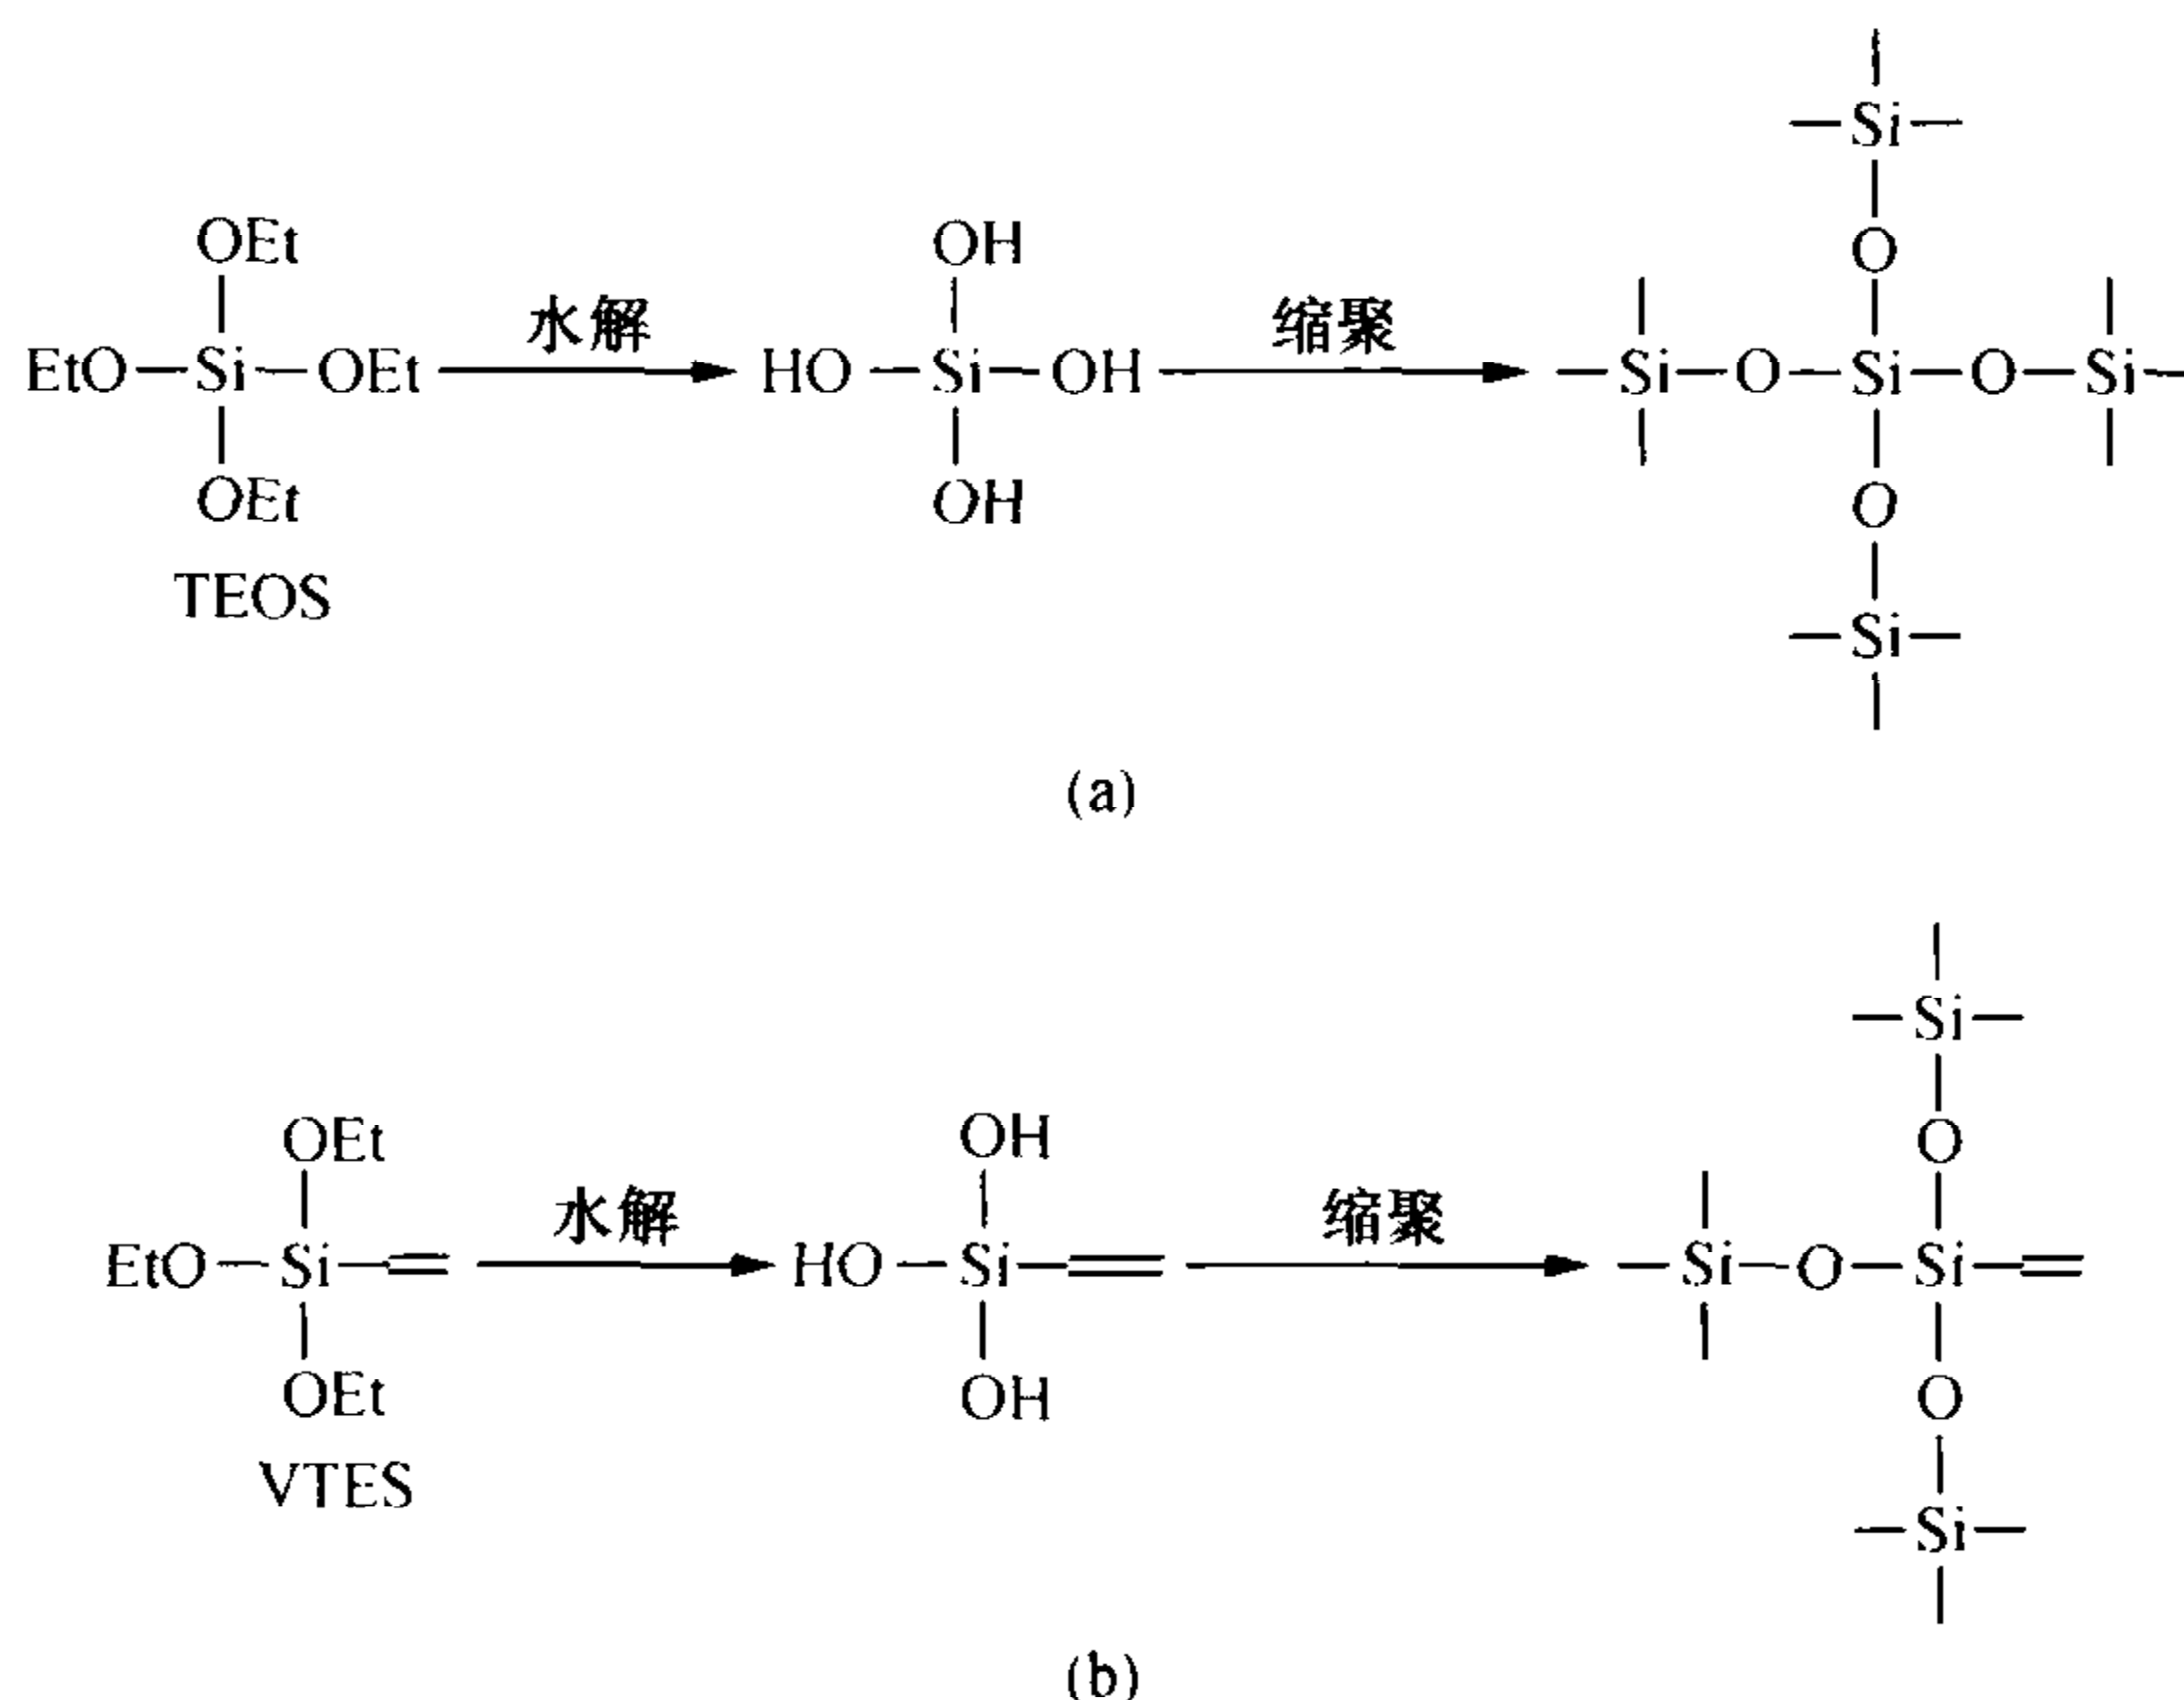 Si
O
OEt OH
水解 缩聚
EtO Si OEt HO Si OH Si O Si O Si
OEt OH O
TEOS
Si
(a)
Si
O
OEt OH
水解 缩聚
EtO Si HO Si Si O Si
OEt OH O
VTES
Si
(b)